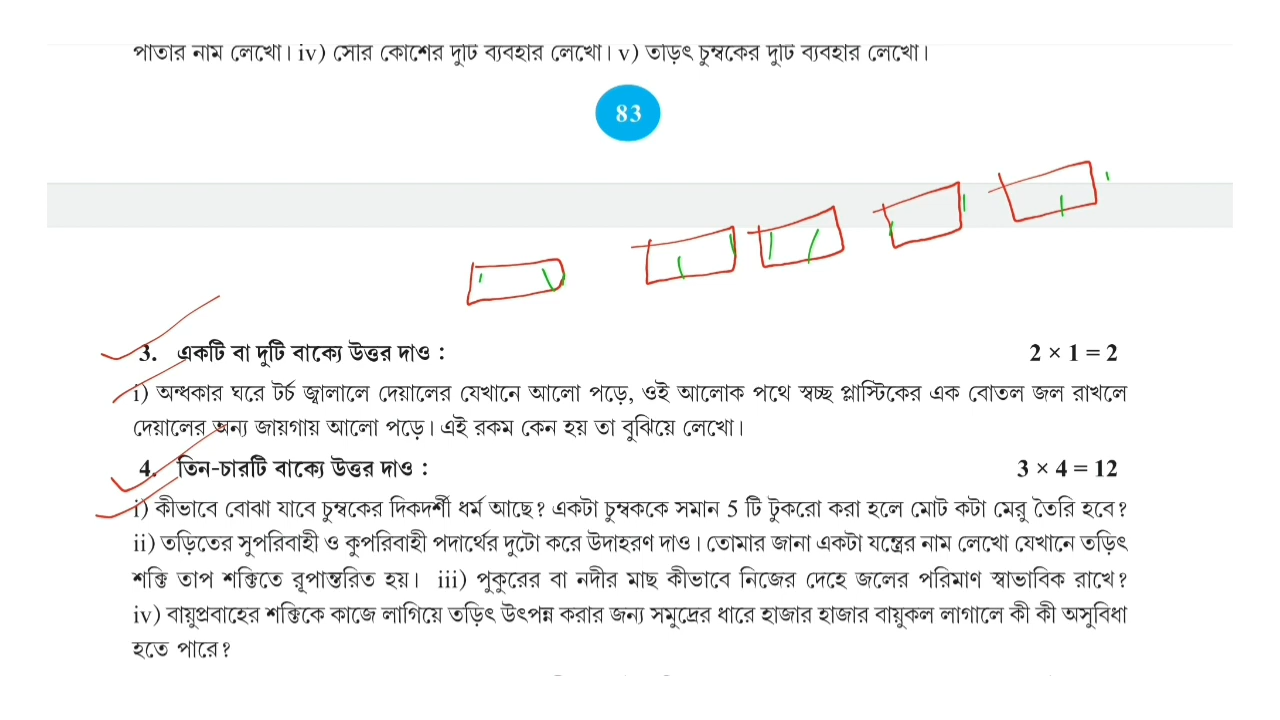 পাতার নাম লেখো। iv) সৌর কোশের দুটি ব্যবহার লেখো। v) তড়িৎ চুম্বকের দুটি ব্যবহার লেখো।
83
3. একটি বা দুটি বাক্যে উত্তর দাও : 2 × 1 = 2
i) অন্ধকার ঘরে টর্চ জ্বালালে দেয়ালের যেখানে আলো পড়ে, ওই আলোক পথে স্বচ্ছ প্লাস্টিকের এক বোতল জল রাখলে
দেয়ালের অন্য জায়গায় আলো পড়ে। এই রকম কেন হয় তা বুঝিয়ে লেখো।
4. তিন-চারটি বাক্যে উত্তর দাও : 3 × 4 = 12
i) কীভাবে বোঝা যাবে চুম্বকের দিকদর্শী ধর্ম আছে? একটা চুম্বককে সমান 5 টি টুকরো করা হলে মোট কটা মেরু তৈরি হবে?
ii) তড়িতের সুপরিবাহী ও কুপরিবাহী পদার্থের দুটো করে উদাহরণ দাও। তোমার জানা একটা যন্ত্রের নাম লেখো যেখানে তড়িৎ
শক্তি তাপ শক্তিতে রূপান্তরিত হয়। iii) পুকুরের বা নদীর মাছ কীভাবে নিজের দেহে জলের পরিমাণ স্বাভাবিক রাখে?
iv) বায়ুপ্রবাহের শক্তিকে কাজে লাগিয়ে তড়িৎ উৎপন্ন করার জন্য সমুদ্রের ধারে হাজার হাজার বায়ুকল লাগালে কী কী অসুবিধা
হতে পারে?